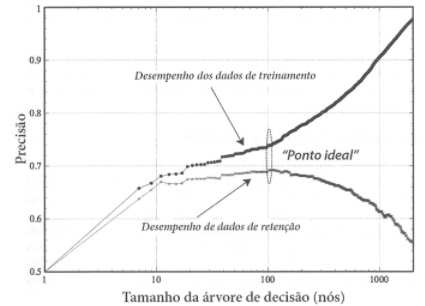 1
0.9
Desempenho dos dados de treinamento
0.8
Precisão
"Ponto ideal"
0.7
0.6
Desempenho de dados de retenção
0.5
1
10
100
1000
Tamanho da árvore de decisão (nós)